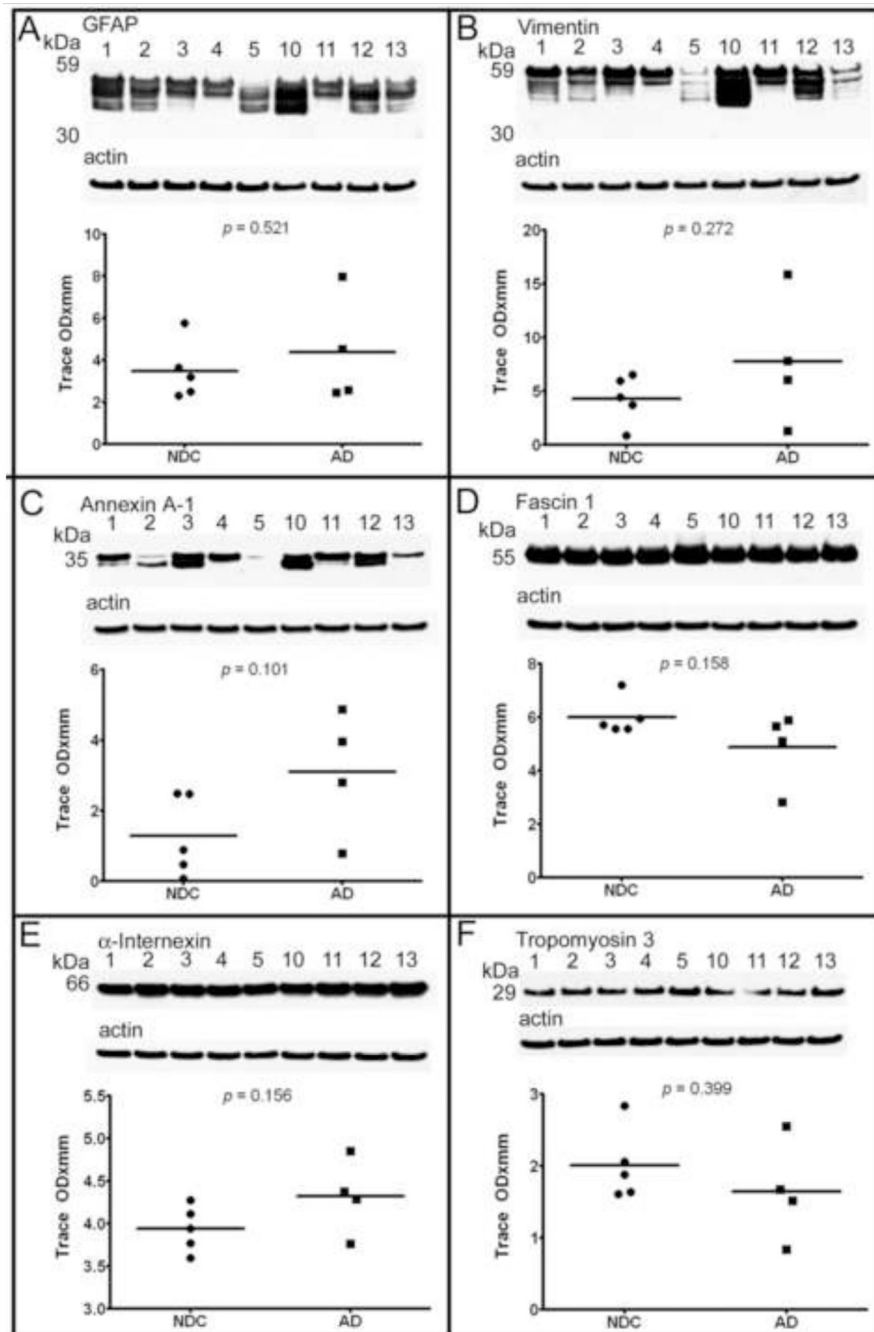 A GFAP
kDa 1 2 3 4 5 10 11 12 13
59
30
actin
p = 0.521
10
8
6
4
2
0
Trace ODxmm
NDC AD
B Vimentin
kDa 1 2 3 4 5 10 11 12 13
59
30
actin
p = 0.272
20
15
10
5
0
Trace ODxmm
NDC AD
C Annexin A-1
kDa 1 2 3 4 5 10 11 12 13
35
actin
p = 0.101
6
4
2
0
Trace ODxmm
NDC AD
D Fascin 1
kDa 1 2 3 4 5 10 11 12 13
55
actin
p = 0.158
8
6
4
2
0
Trace ODxmm
NDC AD
E α-Internexin
kDa 1 2 3 4 5 10 11 12 13
66
actin
p = 0.156
5.5
5.0
4.5
4.0
3.5
3.0
Trace ODxmm
NDC AD
F Tropomyosin 3
kDa 1 2 3 4 5 10 11 12 13
29
actin
p = 0.399
3
2
1
0
Trace ODxmm
NDC AD